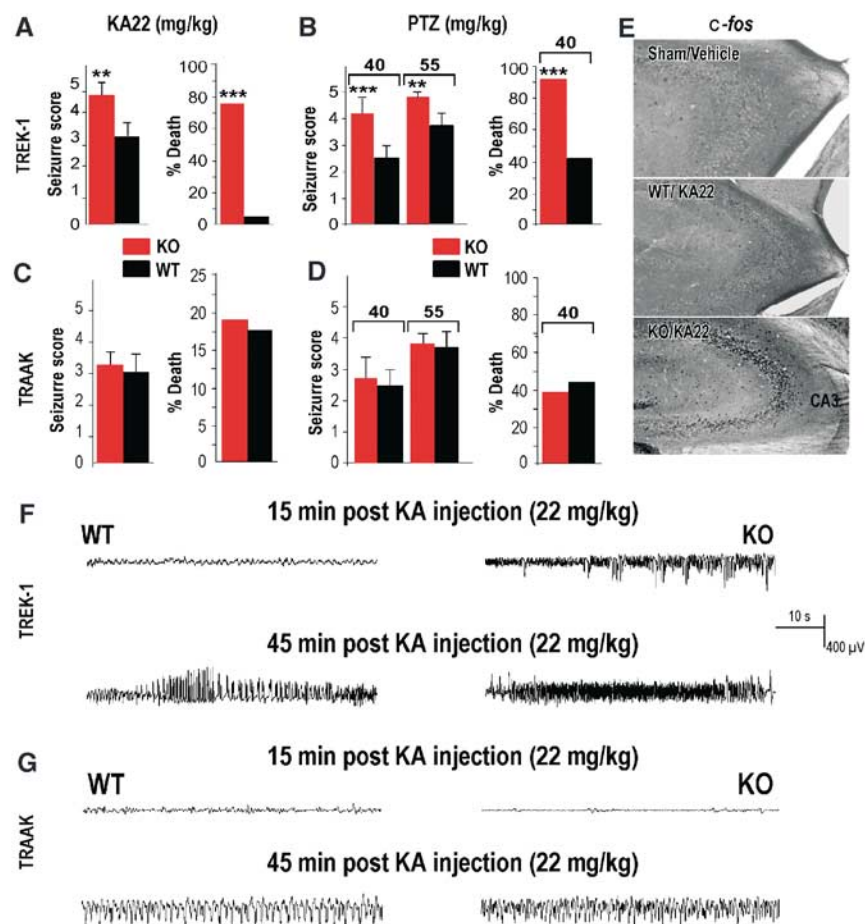 A
KA22 (mg/kg)
B
PTZ (mg/kg)
E
c-fos
TREK-1
Seizurre score
5
4
3
2
1
0
**
% Death
100
80
60
40
20
0
***
Seizurre score
5
4
3
2
1
0
40
55
***
**
% Death
100
80
60
40
20
0
40
***
Sham/Vehicle
WT/ KA22
KO/KA22
CA3
KO
WT
KO
WT
C
D
TRAAK
Seizurre score
5
4
3
2
1
0
% Death
25
20
15
10
5
0
Seizurre score
5
4
3
2
1
0
40
55
% Death
100
80
60
40
20
0
40
F
15 min post KA injection (22 mg/kg)
WT
KO
TREK-1
10 s
400 µV
45 min post KA injection (22 mg/kg)
G
15 min post KA injection (22 mg/kg)
WT
KO
TRAAK
45 min post KA injection (22 mg/kg)